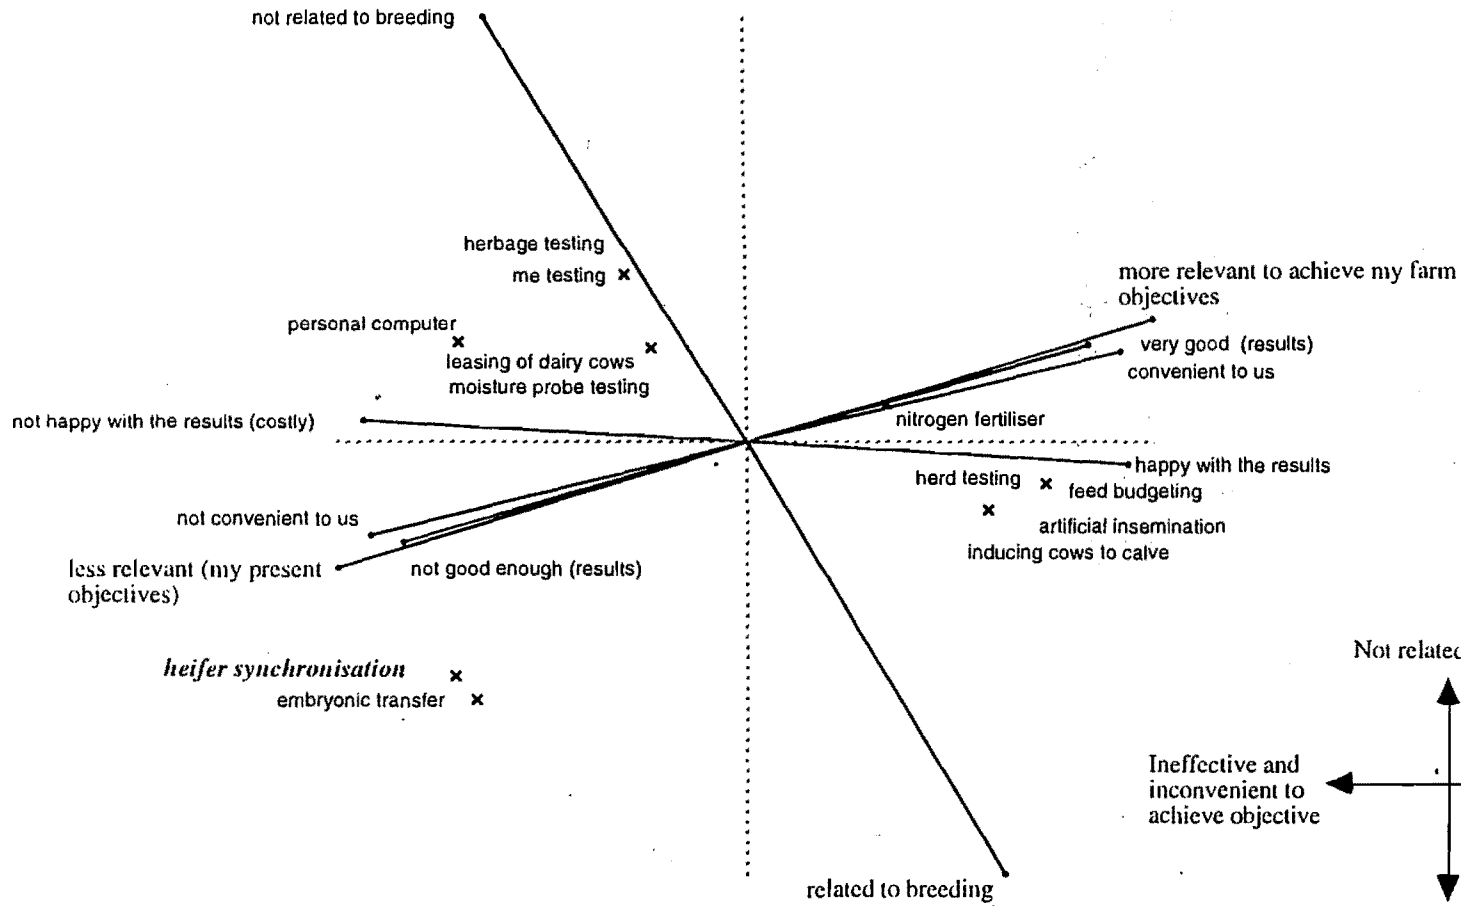 not related to breeding
herbage testing
me testing
more relevant to achieve my farm
objectives
personal computer
leasing of dairy cows
moisture probe testing
very good (results)
convenient to us
not happy with the results (costly)
nitrogen fertiliser
happy with the results
herd testing
feed budgeting
not convenient to us
artificial insemination
inducing cows to calve
less relevant (my present
objectives)
not good enough (results)
heifer synchronisation
embryonic transfer
Not related
Ineffective and
inconvenient to
achieve objective
related to breeding